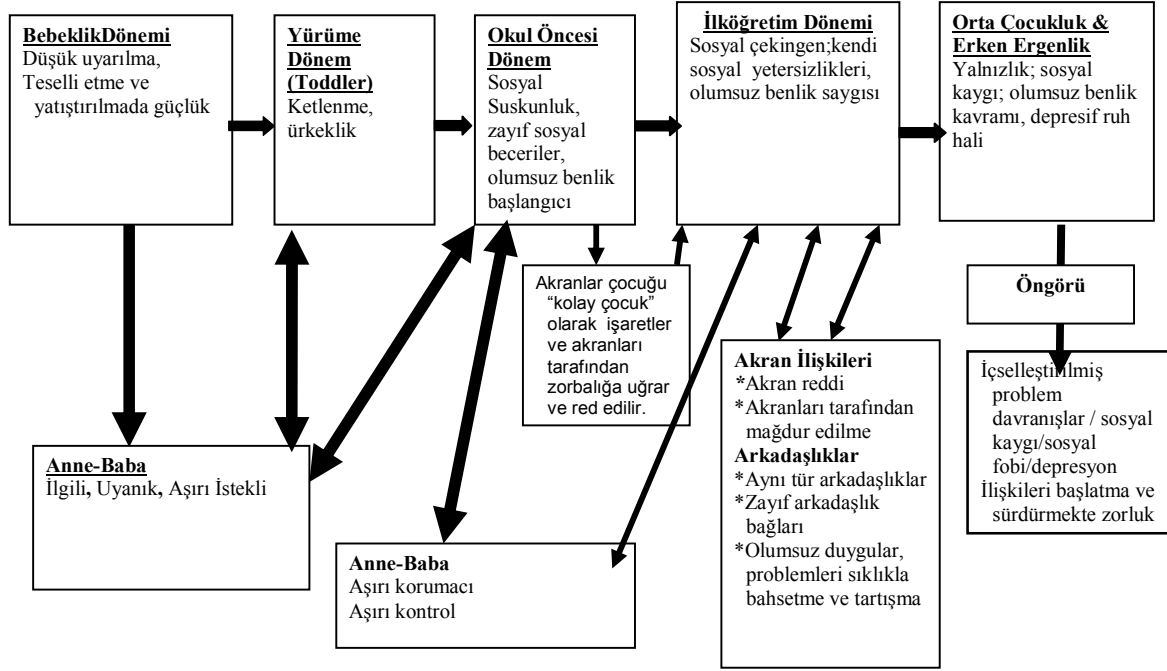 BebeklikDönemi
Düşük uyarılma,
Teselli etme ve
yatıştırılmada güçlük
Yürüme
Dönem
(Toddler)
Ketlenme,
ürkeklik
Okul Öncesi
Dönem
Sosyal
Suskunluk,
zayıf sosyal
beceriler,
olumsuz benlik
başlangıcı
İlköğretim Dönemi
Sosyal çekingen;kendi
sosyal yetersizlikleri,
olumsuz benlik saygısı
Orta Çocukluk &
Erken Ergenlik
Yalnızlık; sosyal
kaygı; olumsuz benlik
kavramı, depresif ruh
hali
Akranlar çocuğu
“kolay çocuk”
olarak işaretler
ve akranları
tarafından
zorbalığa uğrar
ve red edilir.
Öngörü
Anne-Baba
İlgili, Uyanık, Aşırı İstekli
Anne-Baba
Aşırı korumacı
Aşırı kontrol
Akran İlişkileri
*Akran reddi
*Akranları tarafından
mağdur edilme
Arkadaşlıklar
*Aynı tür arkadaşlıklar
*Zayıf arkadaşlık
bağları
*Olumsuz duygular,
problemleri sıklıkla
bahsetme ve tartışma
İçselleştirilmiş
problem
davranışlar / sosyal
kaygı/sosyal
fobi/depresyon
İlişkileri başlatma ve
sürdürmekte zorluk